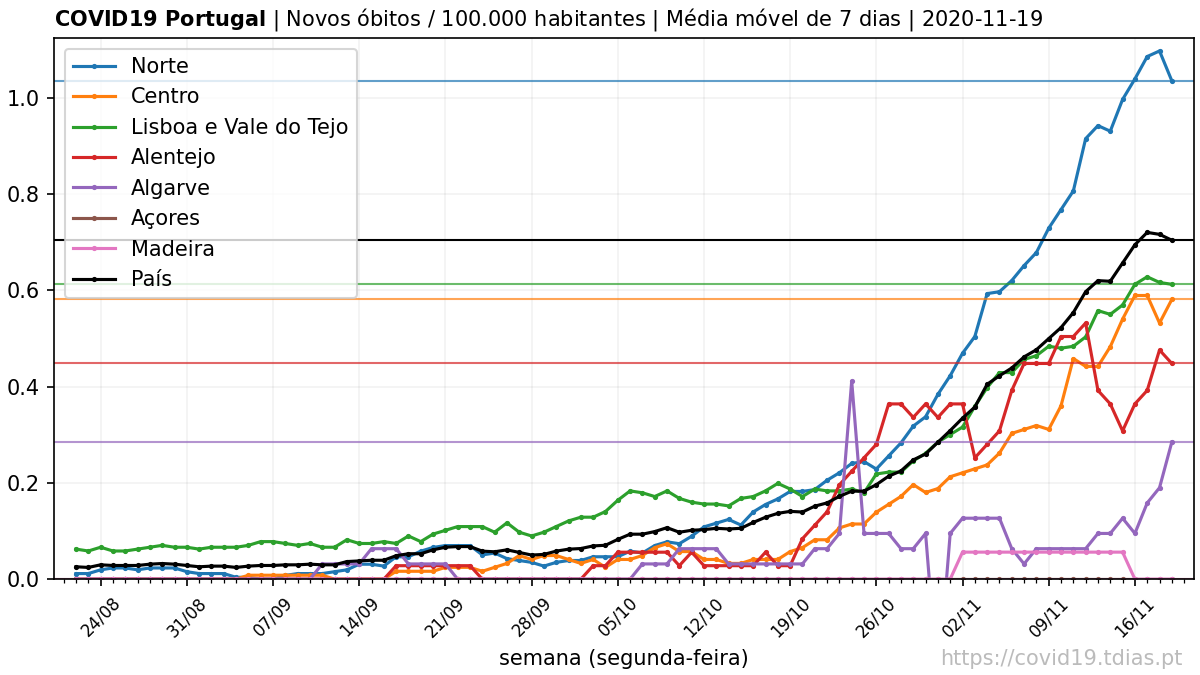 COVID19 Portugal | Novos óbitos / 100.000 habitantes | Média móvel de 7 dias | 2020-11-19
Norte
Centro
Lisboa e Vale do Tejo
Alentejo
Algarve
Açores
Madeira
País
1.0
0.8
0.6
0.4
0.2
0.0
24/08 31/08 07/09 14/09 21/09 28/09 05/10 12/10 19/10 26/10 02/11 09/11 16/11
semana (segunda-feira)
https://covid19.tdias.pt